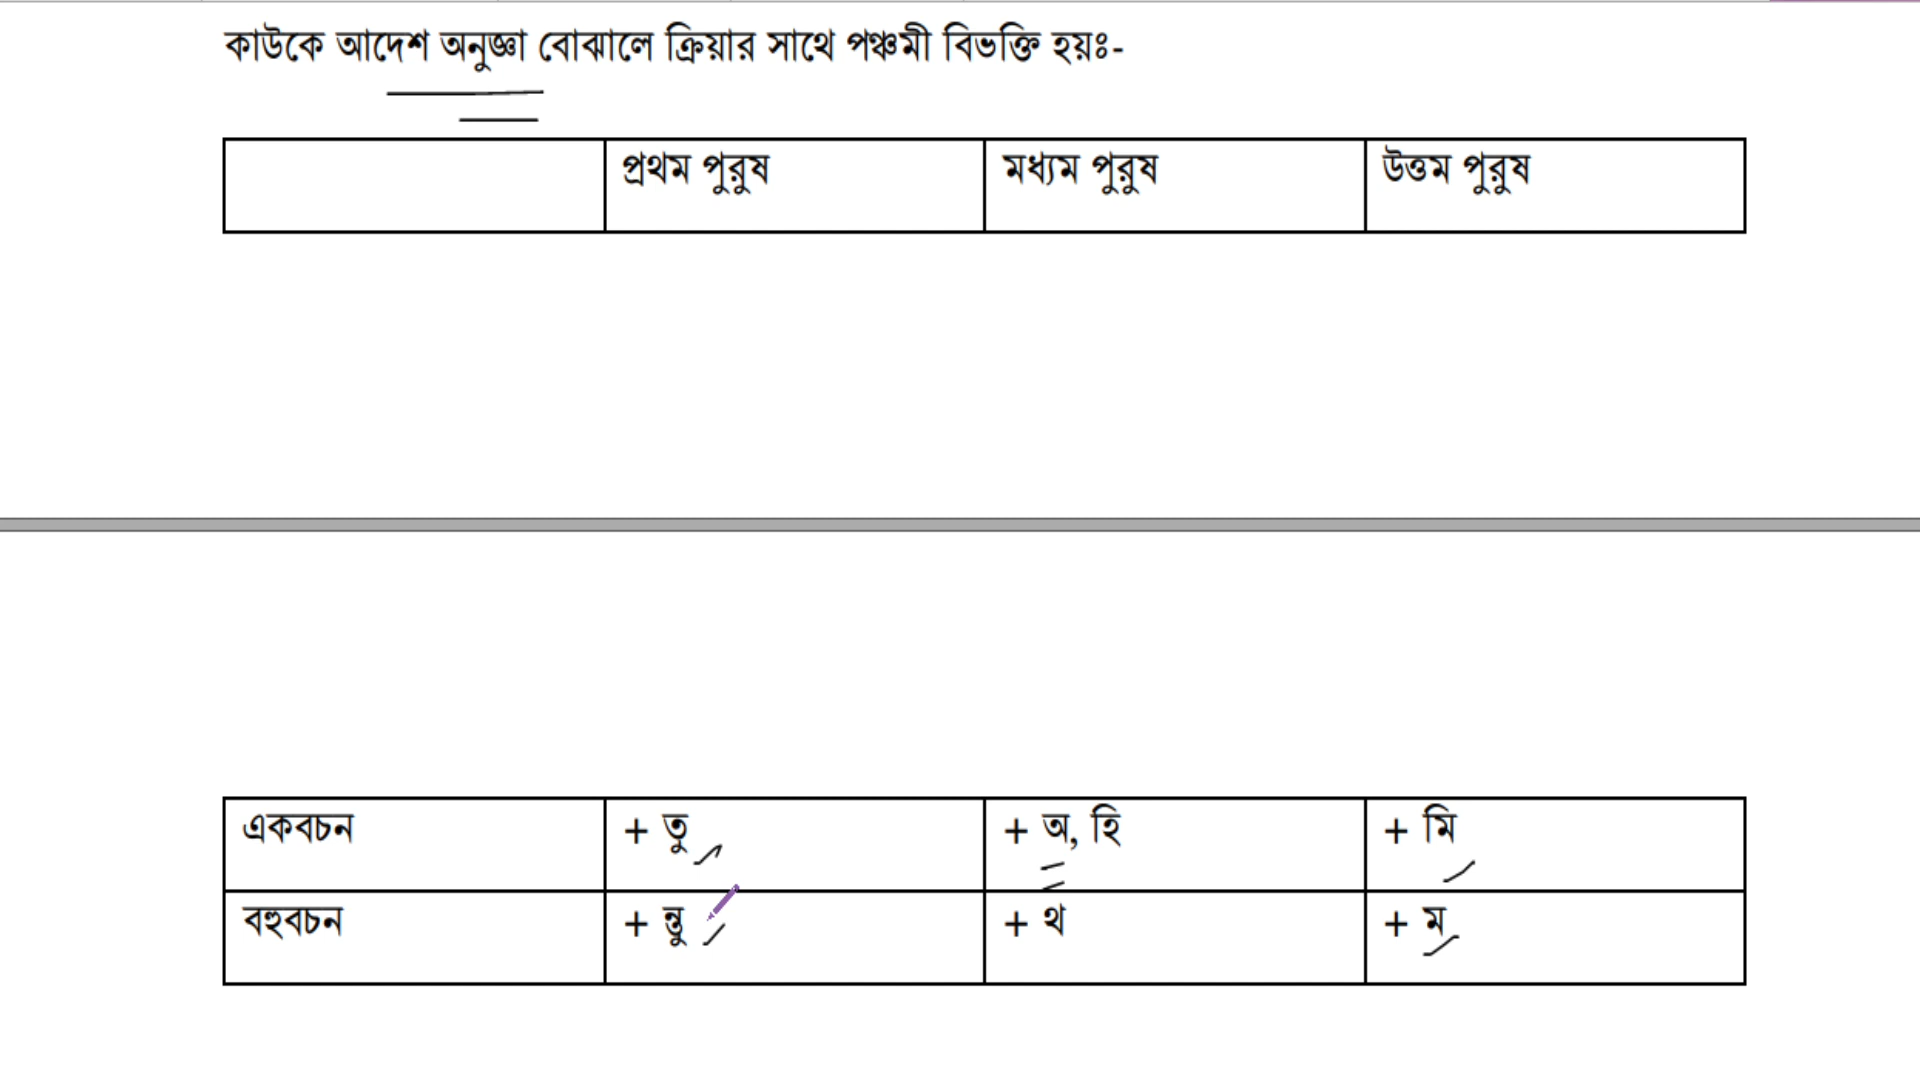 কাউকে আদেশ অনুজ্ঞা বোঝালে ক্রিয়ার সাথে পঞ্চমী বিভক্তি হয়ঃ-
প্রথম পুরুষ মধ্যম পুরুষ উত্তম পুরুষ
একবচন + তু + অ, হি + মি
বহুবচন + ন্তু + থ + ম